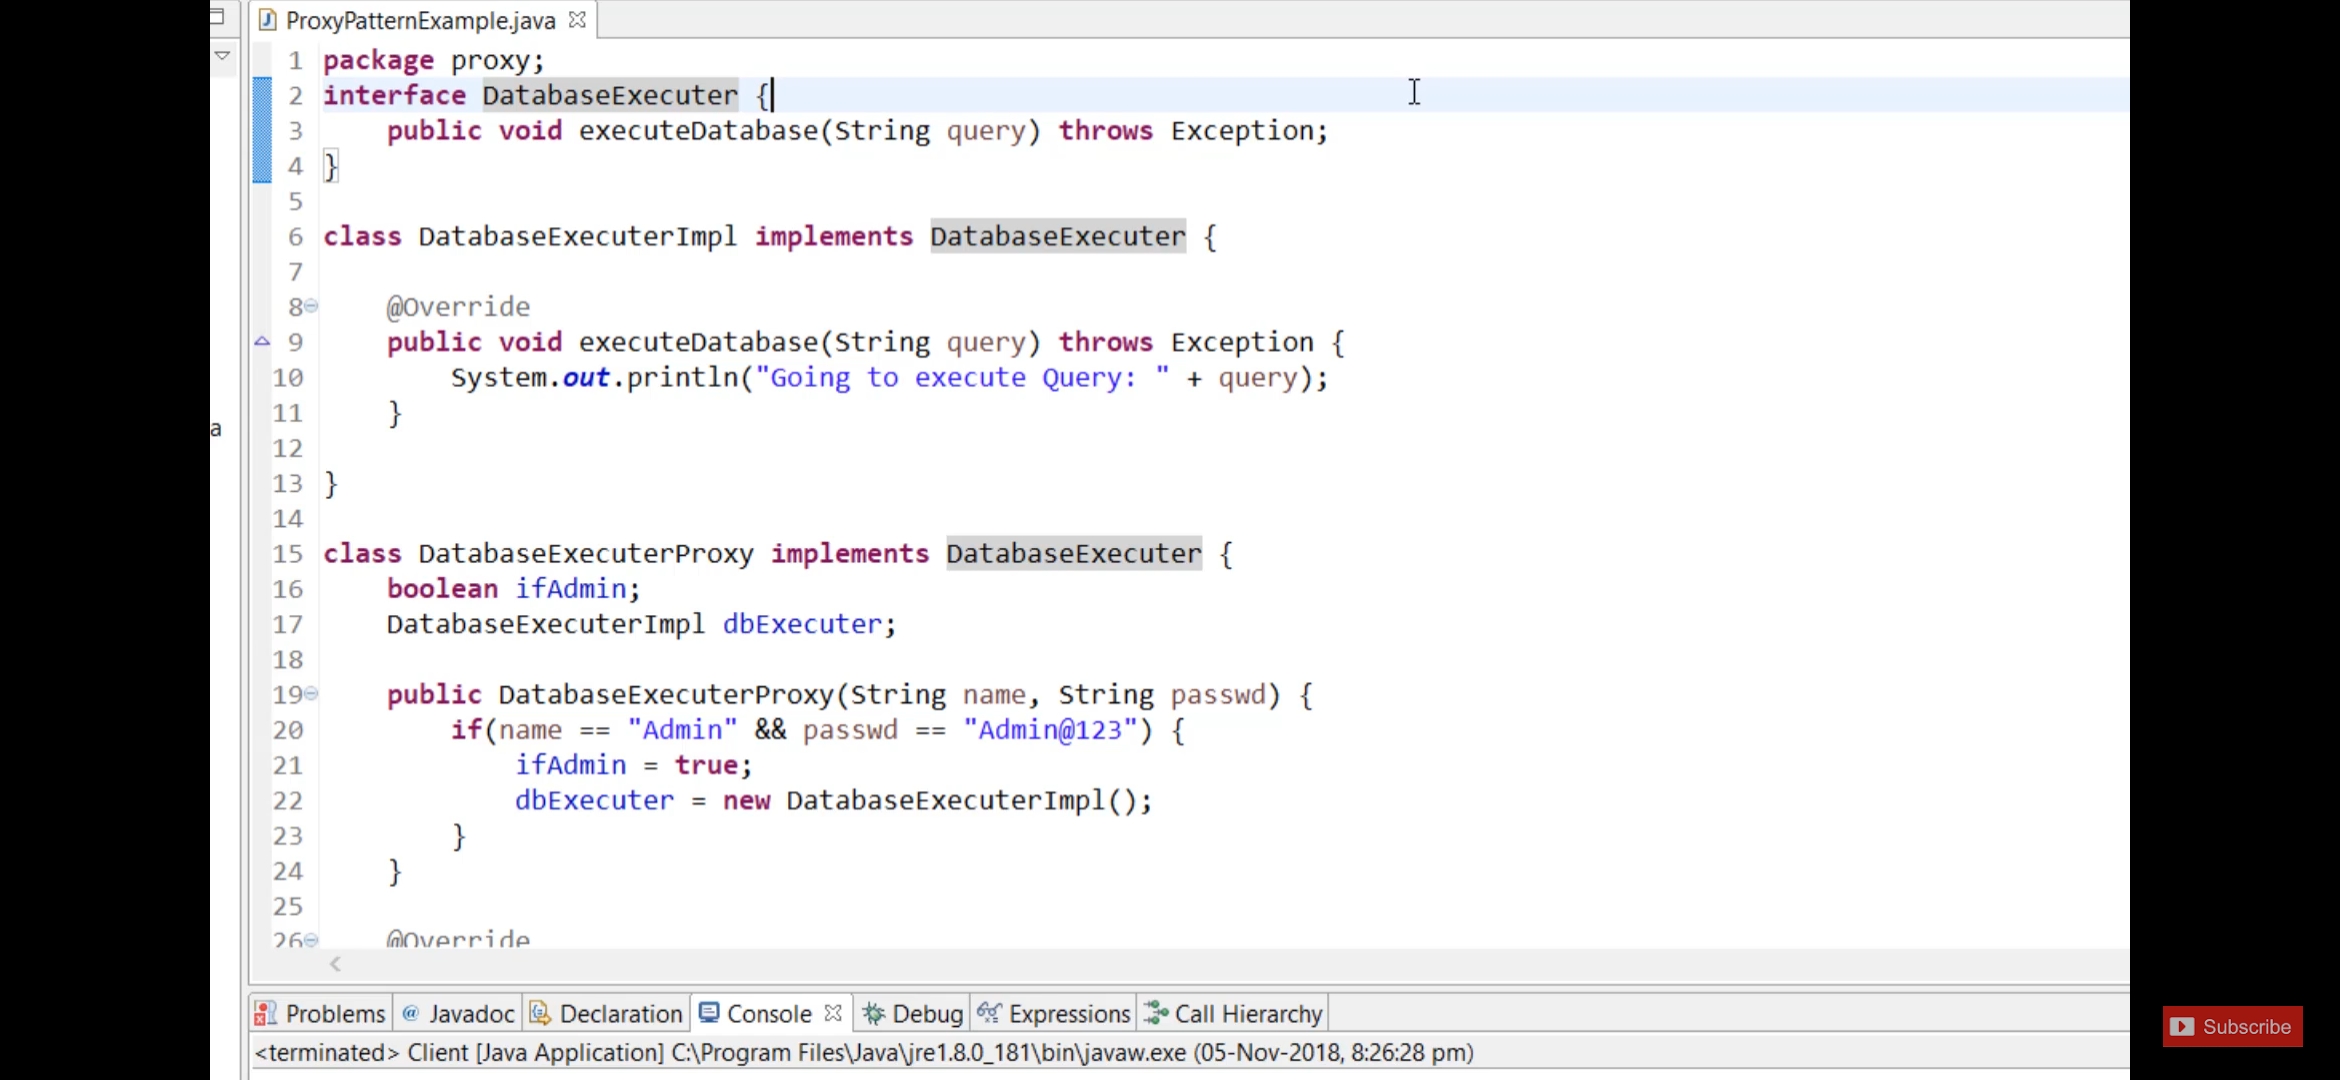 ProxyPatternExample.java
1 package proxy;
2 interface DatabaseExecuter {
3 public void executeDatabase(String query) throws Exception;
4 }
5
6 class DatabaseExecuterImpl implements DatabaseExecuter {
7
8 @Override
9 public void executeDatabase(String query) throws Exception {
10 System.out.println("Going to execute Query: " + query);
a
11 }
12
13 }
14
15 class DatabaseExecuterProxy implements DatabaseExecuter {
16 boolean ifAdmin;
17 DatabaseExecuterImpl dbExecuter;
18
19 public DatabaseExecuterProxy(String name, String passwd) {
20 if(name == "Admin" && passwd == "Admin@123") {
21 ifAdmin = true;
22 dbExecuter = new DatabaseExecuterImpl();
23 }
24 }
25
26 @Override
Problems @ Javadoc Declaration Console Debug Expressions Call Hierarchy
<terminated> Client [Java Application] C:\Program Files\Java\jre1.8.0_181\bin\javaw.exe (05-Nov-2018, 8:26:28 pm)
Subscribe